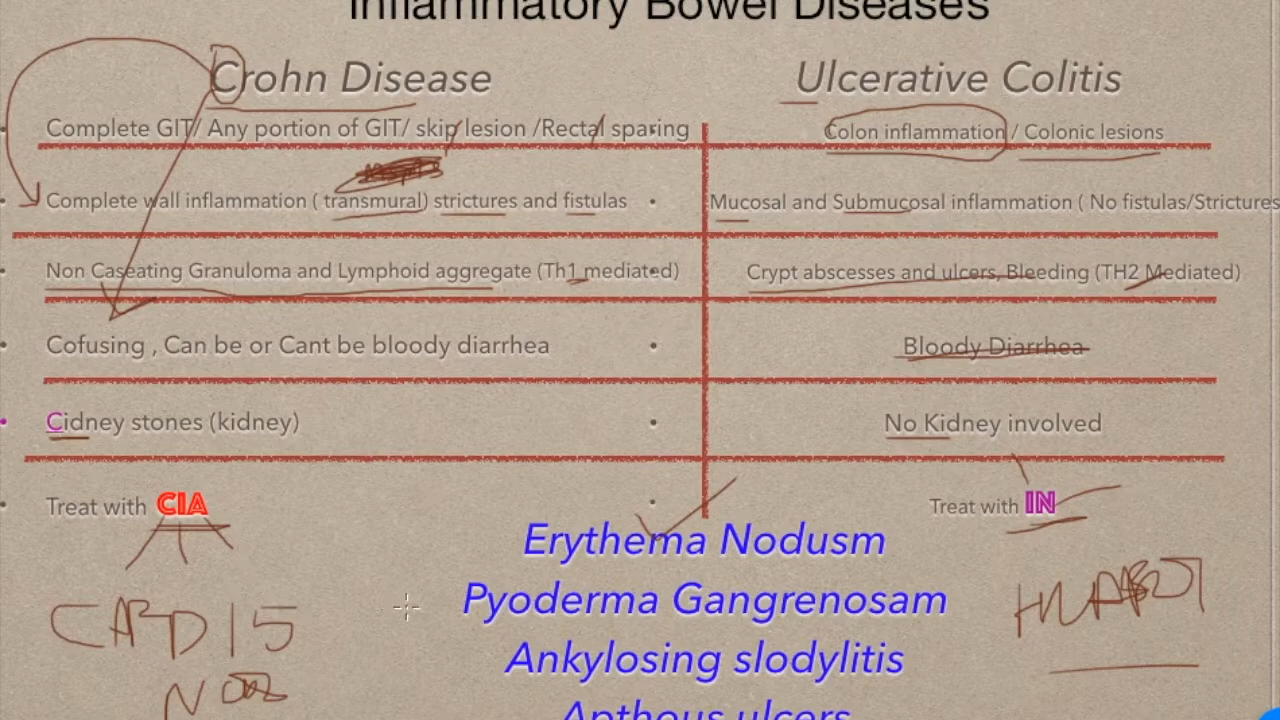 Inflammatory Bowel Diseases
Crohn Disease
Ulcerative Colitis
Complete GIT/ Any portion of GIT/ skip lesion /Rectal sparing
Colon inflammation / Colonic lesions
Complete wall inflammation ( transmural) strictures and fistulas
Mucosal and Submucosal inflammation ( No fistulas/Strictures
Non Caseating Granuloma and Lymphoid aggregate (Th1 mediated)
Crypt abscesses and ulcers, Bleeding (TH2 Mediated)
Cofusing , Can be or Cant be bloody diarrhea
Bloody Diarrhea
Cidney stones (kidney)
No Kidney involved
Treat with CIA
Treat with IN
Erythema Nodusm
Pyoderma Gangrenosam
Ankylosing slodylitis
Apthous ulcers
CARD 15